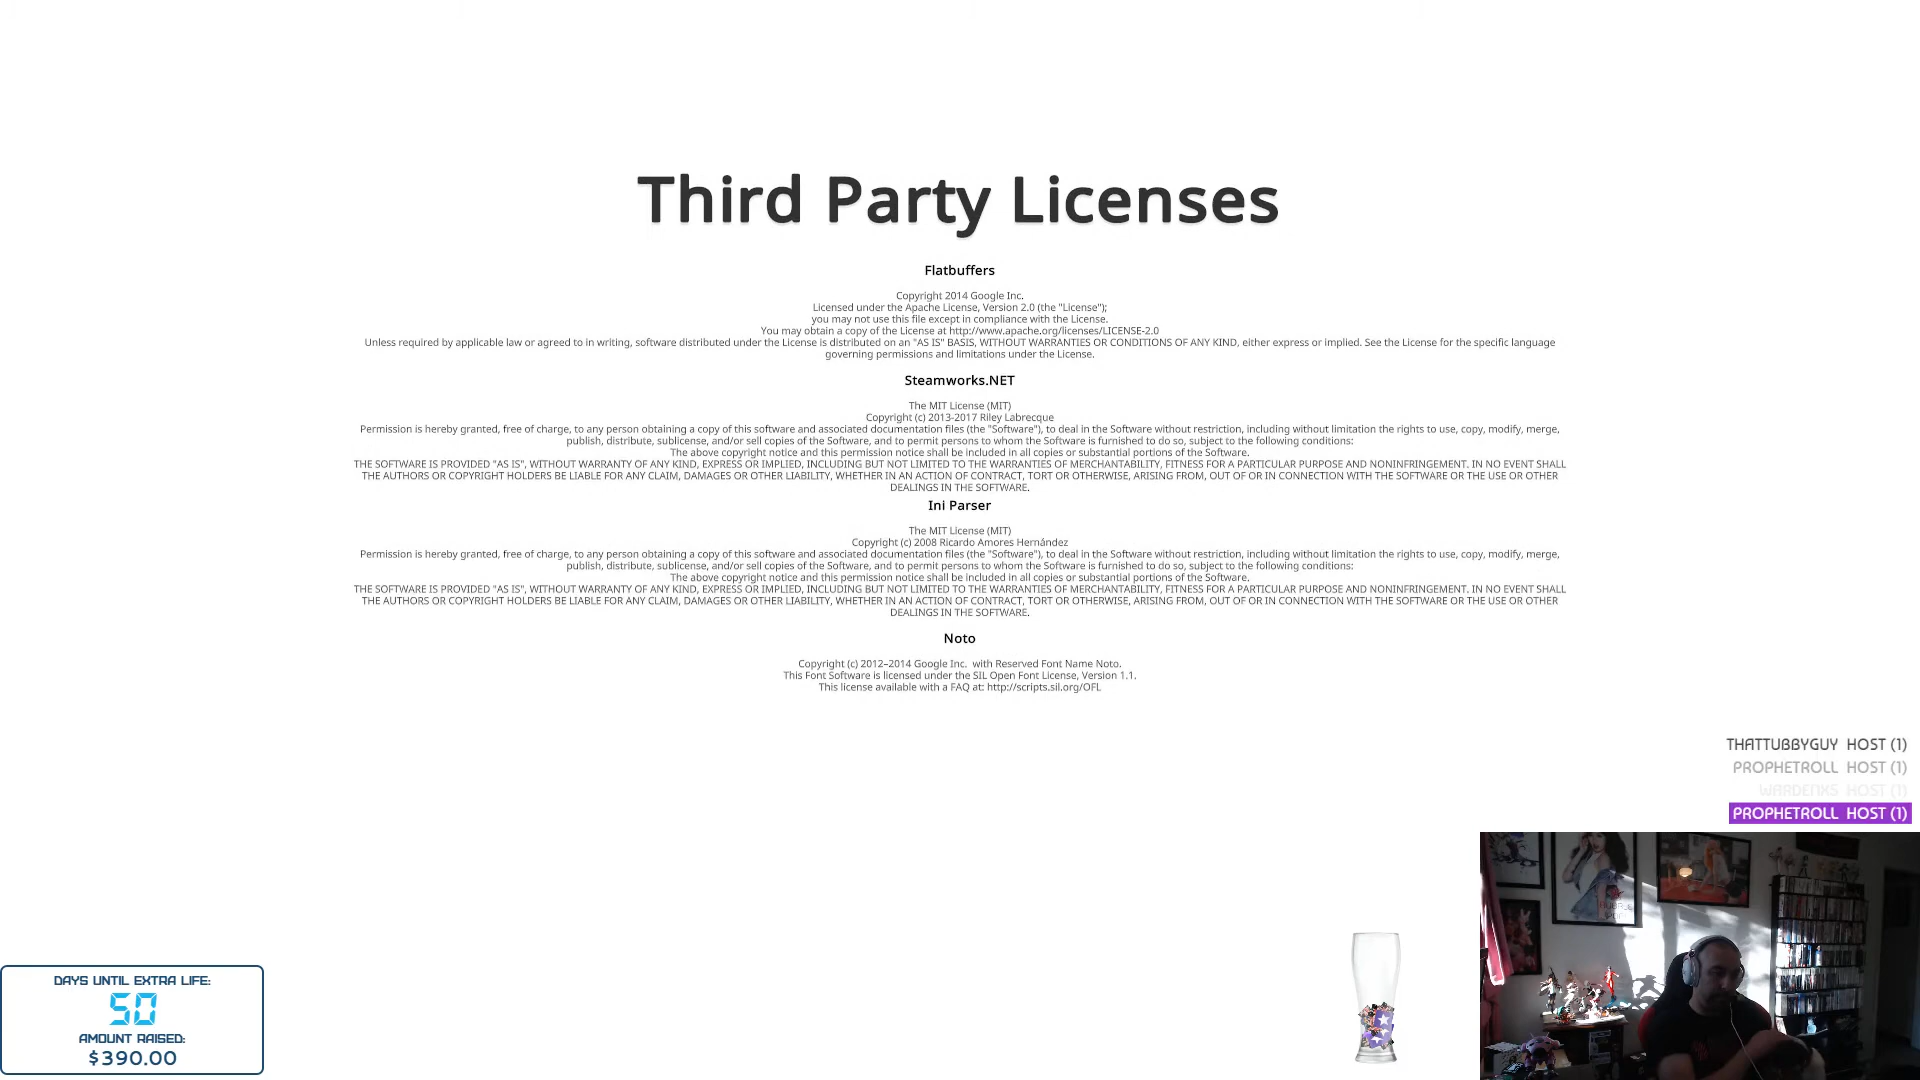 Third Party Licenses
Flatbuffers
Copyright 2014 Google Inc.
Licensed under the Apache License, Version 2.0 (the "License");
you may not use this file except in compliance with the License.
You may obtain a copy of the License at http://www.apache.org/licenses/LICENSE-2.0
Unless required by applicable law or agreed to in writing, software distributed under the License is distributed on an "AS IS" BASIS, WITHOUT WARRANTIES OR CONDITIONS OF ANY KIND, either express or implied. See the License for the specific language
governing permissions and limitations under the License.
Steamworks.NET
The MIT License (MIT)
Copyright (c) 2013-2017 Riley Labrecque
Permission is hereby granted, free of charge, to any person obtaining a copy of this software and associated documentation files (the "Software"), to deal in the Software without restriction, including without limitation the rights to use, copy, modify, merge,
publish, distribute, sublicense, and/or sell copies of the Software, and to permit persons to whom the Software is furnished to do so, subject to the following conditions:
The above copyright notice and this permission notice shall be included in all copies or substantial portions of the Software.
THE SOFTWARE IS PROVIDED "AS IS", WITHOUT WARRANTY OF ANY KIND, EXPRESS OR IMPLIED, INCLUDING BUT NOT LIMITED TO THE WARRANTIES OF MERCHANTABILITY, FITNESS FOR A PARTICULAR PURPOSE AND NONINFRINGEMENT. IN NO EVENT SHALL
THE AUTHORS OR COPYRIGHT HOLDERS BE LIABLE FOR ANY CLAIM, DAMAGES OR OTHER LIABILITY, WHETHER IN AN ACTION OF CONTRACT, TORT OR OTHERWISE, ARISING FROM, OUT OF OR IN CONNECTION WITH THE SOFTWARE OR THE USE OR OTHER
DEALINGS IN THE SOFTWARE.
Ini Parser
The MIT License (MIT)
Copyright (c) 2008 Ricardo Amores Hernández
Permission is hereby granted, free of charge, to any person obtaining a copy of this software and associated documentation files (the "Software"), to deal in the Software without restriction, including without limitation the rights to use, copy, modify, merge,
publish, distribute, sublicense, and/or sell copies of the Software, and to permit persons to whom the Software is furnished to do so, subject to the following conditions:
The above copyright notice and this permission notice shall be included in all copies or substantial portions of the Software.
THE SOFTWARE IS PROVIDED "AS IS", WITHOUT WARRANTY OF ANY KIND, EXPRESS OR IMPLIED, INCLUDING BUT NOT LIMITED TO THE WARRANTIES OF MERCHANTABILITY, FITNESS FOR A PARTICULAR PURPOSE AND NONINFRINGEMENT. IN NO EVENT SHALL
THE AUTHORS OR COPYRIGHT HOLDERS BE LIABLE FOR ANY CLAIM, DAMAGES OR OTHER LIABILITY, WHETHER IN AN ACTION OF CONTRACT, TORT OR OTHERWISE, ARISING FROM, OUT OF OR IN CONNECTION WITH THE SOFTWARE OR THE USE OR OTHER
DEALINGS IN THE SOFTWARE.
Noto
Copyright (c) 2012–2014 Google Inc. with Reserved Font Name Noto.
This Font Software is licensed under the SIL Open Font License, Version 1.1.
This license available with a FAQ at: http://scripts.sil.org/OFL
THATTUBBYGUY HOST (1)
PROPHETROLL HOST (1)
WARDENXS HOST (1)
PROPHETROLL HOST (1)
DAYS UNTIL EXTRA LIFE:
50
AMOUNT RAISED:
$390.00